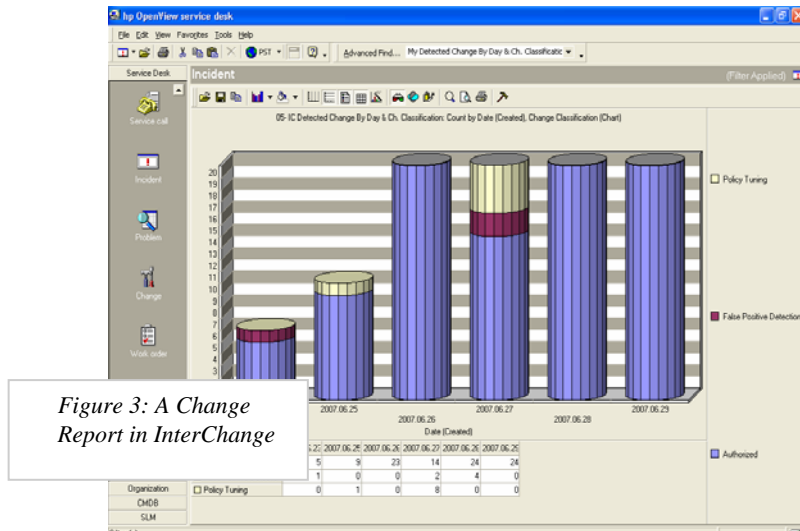 hp OpenView service desk
File Edit View Favorites Tools Help
PST Advanced Find... My Detected Change By Day & Ch. Classificatic
Service Desk
Incident
(Filter Applied)
Service call
Incident
Problem
Change
Work order
Organization
CMDB
SLM
05- IC Detected Change By Day & Ch. Classification: Count by Date (Created), Change Classification (Chart)
20
19
18
17
16
15
14
13
12
11
10
9
8
7
6
5
4
3
2007.06.25
2007.06.26
2007.06.27
2007.06.28
2007.06.29
Date (Created)
Policy Tuning
False Positive Detection
Authorized
Figure 3: A Change
Report in InterChange
2007.06.25 2007.06.26 2007.06.27 2007.06.28 2007.06.29
5 9 23 14 24 24
1 0 0 2 4 0
Policy Tuning 0 1 0 8 0 0